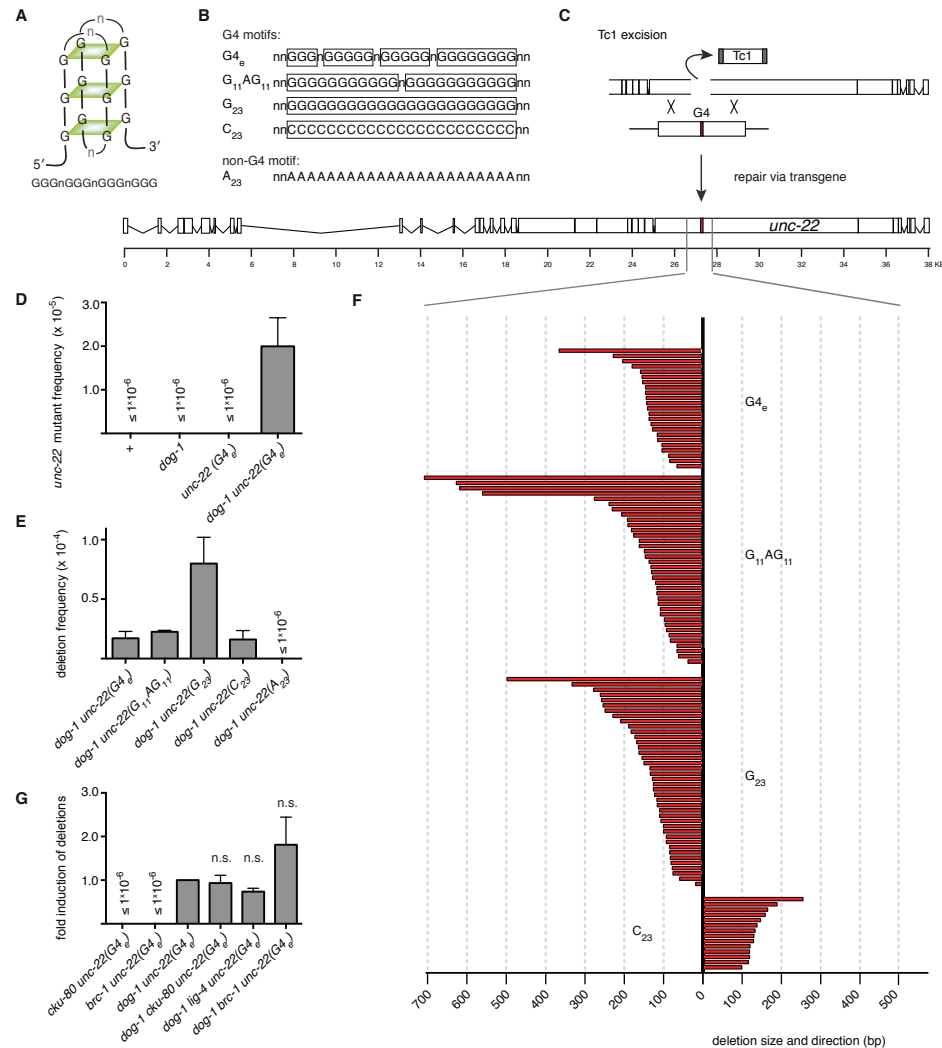 A
n
n
G G G G
G G G G
G G G G
n
5′
3′
GGGnGGGnGGGnGGG
B
G4 motifs:
G4e nnGGGnGGGGGnGGGGGnGGGGGGGGnn
G11AG11 nnGGGGGGGGGGGnGGGGGGGGGGGnn
G23 nnGGGGGGGGGGGGGGGGGGGGGGGnn
C23 nnCCCCCCCCCCCCCCCCCCCCCCCnn
non-G4 motif:
A23 nnAAAAAAAAAAAAAAAAAAAAAAAnn
C
Tc1 excision
Tc1
X X
G4
repair via transgene
unc-22
0 2 4 6 8 10 12 14 16 18 20 22 24 26 28 30 32 34 36 38 KB
D
unc-22 mutant frequency (x 10-5)
3.0
2.0
1.0
≤ 1*10-6
≤ 1*10-6
≤ 1*10-6
+
dog-1
unc-22 (G4e)
dog-1 unc-22(G4e)
E
deletion frequency (x 10-4)
1.0
0.5
≤ 1*10-6
dog-1 unc-22(G4e)
dog-1 unc-22(G11AG11)
dog-1 unc-22(G23)
dog-1 unc-22(C23)
dog-1 unc-22(A23)
G
fold induction of deletions
3.0
2.0
1.0
≤ 1*10-6
≤ 1*10-6
n.s.
n.s.
n.s.
cku-80 unc-22(G4e)
brc-1 unc-22(G4e)
dog-1 unc-22(G4e)
dog-1 cku-80 unc-22(G4e)
dog-1 lig-4 unc-22(G4e)
dog-1 brc-1 unc-22(G4e)
F
G4e
G11AG11
G23
C23
700 600 500 400 300 200 100 0 100 200 300 400 500
deletion size and direction (bp)